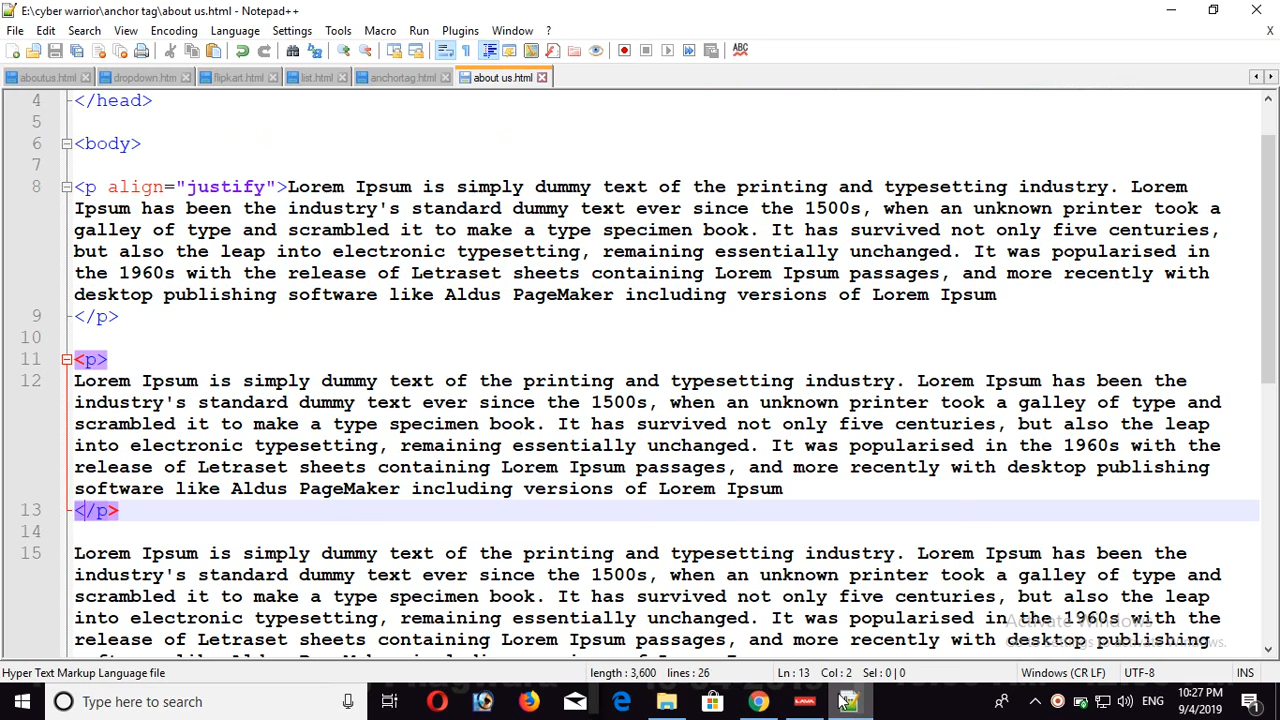 E:\cyber warrior\anchor tag\about us.html - Notepad++
File Edit Search View Encoding Language Settings Tools Macro Run Plugins Window ? X
aboutus.html dropdown.htm flipkart.html list.html anchortag.html about us.html
4 </head>
5
6 <body>
7
8 <p align="justify">Lorem Ipsum is simply dummy text of the printing and typesetting industry. Lorem
Ipsum has been the industry's standard dummy text ever since the 1500s, when an unknown printer took a
galley of type and scrambled it to make a type specimen book. It has survived not only five centuries,
but also the leap into electronic typesetting, remaining essentially unchanged. It was popularised in
the 1960s with the release of Letraset sheets containing Lorem Ipsum passages, and more recently with
desktop publishing software like Aldus PageMaker including versions of Lorem Ipsum
9 </p>
10
11 <p>
12 Lorem Ipsum is simply dummy text of the printing and typesetting industry. Lorem Ipsum has been the
industry's standard dummy text ever since the 1500s, when an unknown printer took a galley of type and
scrambled it to make a type specimen book. It has survived not only five centuries, but also the leap
into electronic typesetting, remaining essentially unchanged. It was popularised in the 1960s with the
release of Letraset sheets containing Lorem Ipsum passages, and more recently with desktop publishing
software like Aldus PageMaker including versions of Lorem Ipsum
13 </p>
14
15 Lorem Ipsum is simply dummy text of the printing and typesetting industry. Lorem Ipsum has been the
industry's standard dummy text ever since the 1500s, when an unknown printer took a galley of type and
scrambled it to make a type specimen book. It has survived not only five centuries, but also the leap
into electronic typesetting, remaining essentially unchanged. It was popularised in the 1960s with the
Activate Windows
release of Letraset sheets containing Lorem Ipsum passages, and more recently with desktop publishing
Go to Settings to activate Windows.
Hyper Text Markup Language file length : 3,600 lines : 26 Ln : 13 Col : 2 Sel : 0 | 0 Windows (CR LF) UTF-8 INS
Type here to search LAVA ENG 10:27 PM
9/4/2019